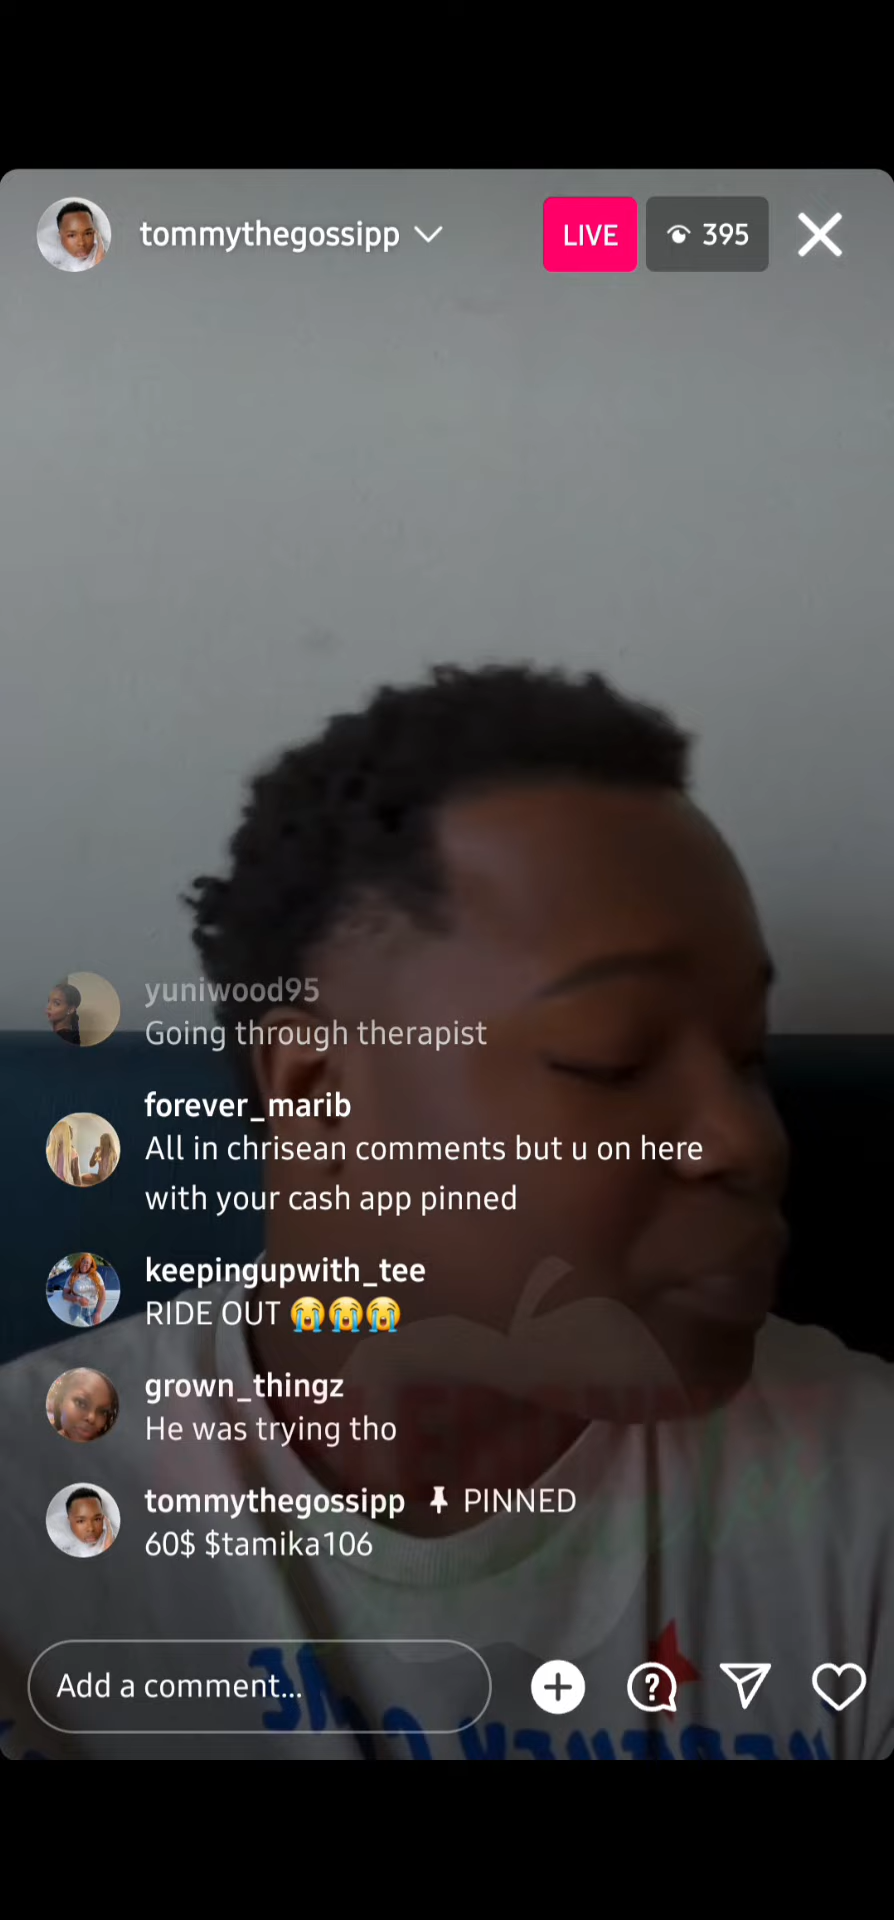 tommythegossipp
LIVE
395
yuniwood95
Going through therapist
forever_marib
All in chrisean comments but u on here
with your cash app pinned
keepingupwith_tee
RIDE OUT 😭😭😭
grown_thingz
He was trying tho
tommythegossipp PINNED
60$ $tamika106
Add a comment...